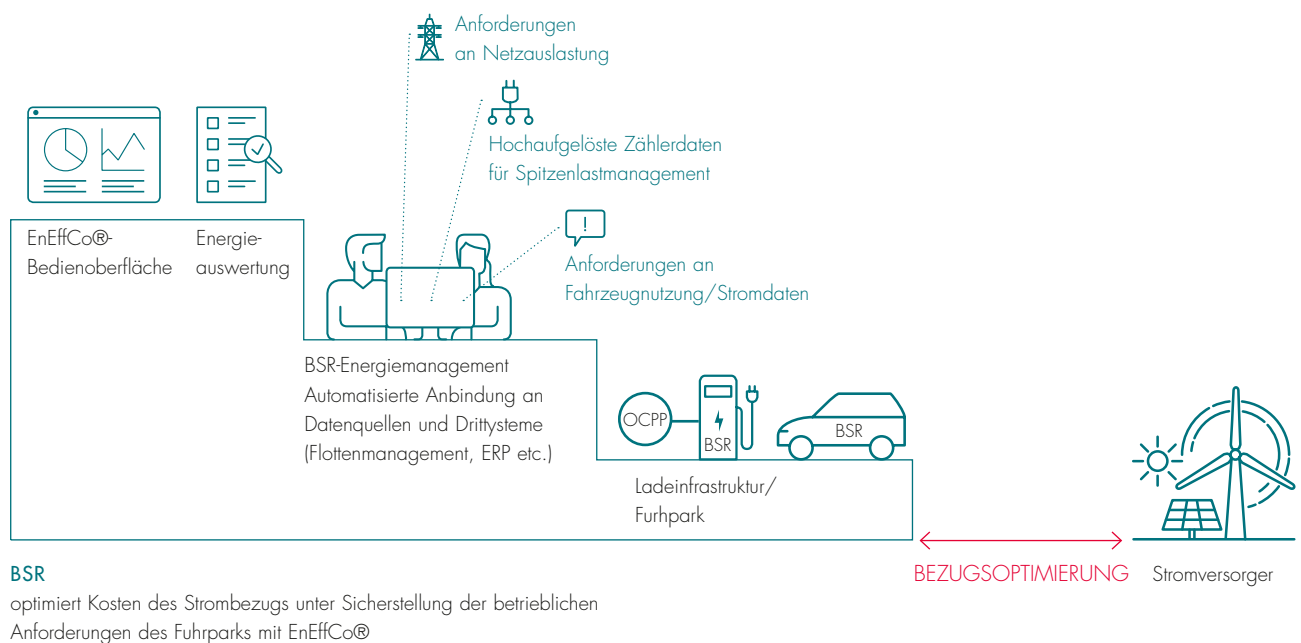 Anforderungen
an Netzauslastung
Hochaufgelöste Zählerdaten
für Spitzenlastmanagement
!
Anforderungen an
Fahrzeugnutzung/Stromdaten
EnEffCo®-
Bedienoberfläche
Energie-
auswertung
BSR-Energiemanagement
Automatisierte Anbindung an
Datenquellen und Drittysteme
(Flottenmanagement, ERP etc.)
OCPP
BSR
BSR
Ladeinfrastruktur/
Furhpark
BEZUGSOPTIMIERUNG
Stromversorger
BSR
optimiert Kosten des Strombezugs unter Sicherstellung der betrieblichen
Anforderungen des Fuhrparks mit EnEffCo®